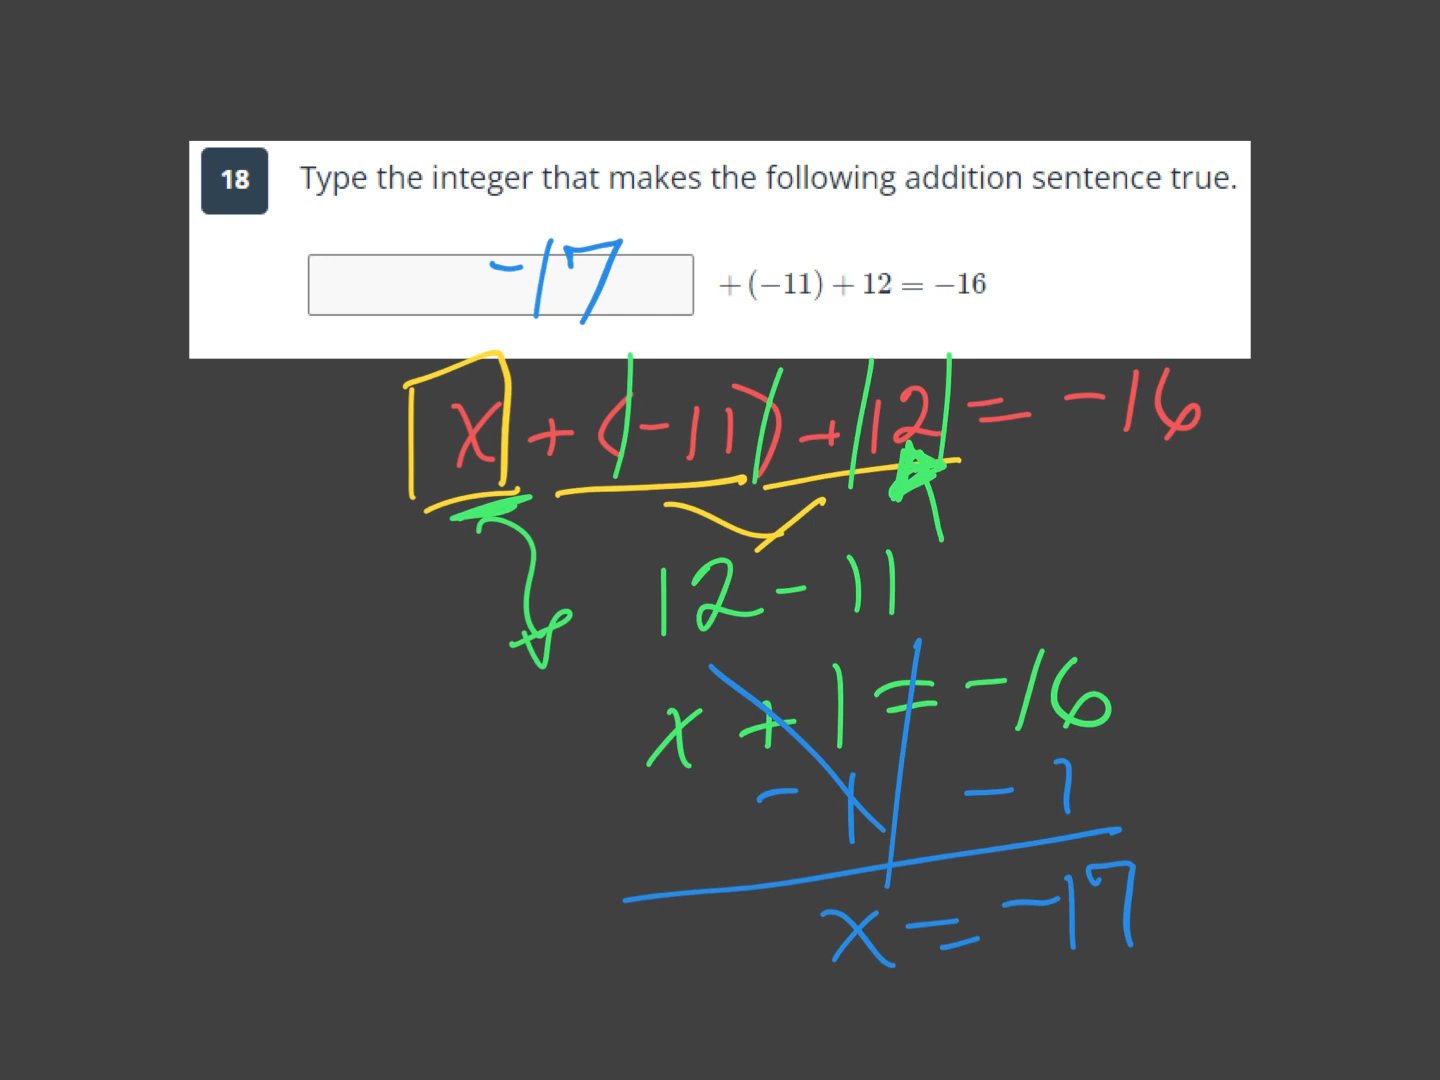 18 Type the integer that makes the following addition sentence true.
-17 + (−11) + 12 = −16
x + (-11) + |12| = -16
12 - 11
x + 1 = -16
- 1 - 1
x = -17